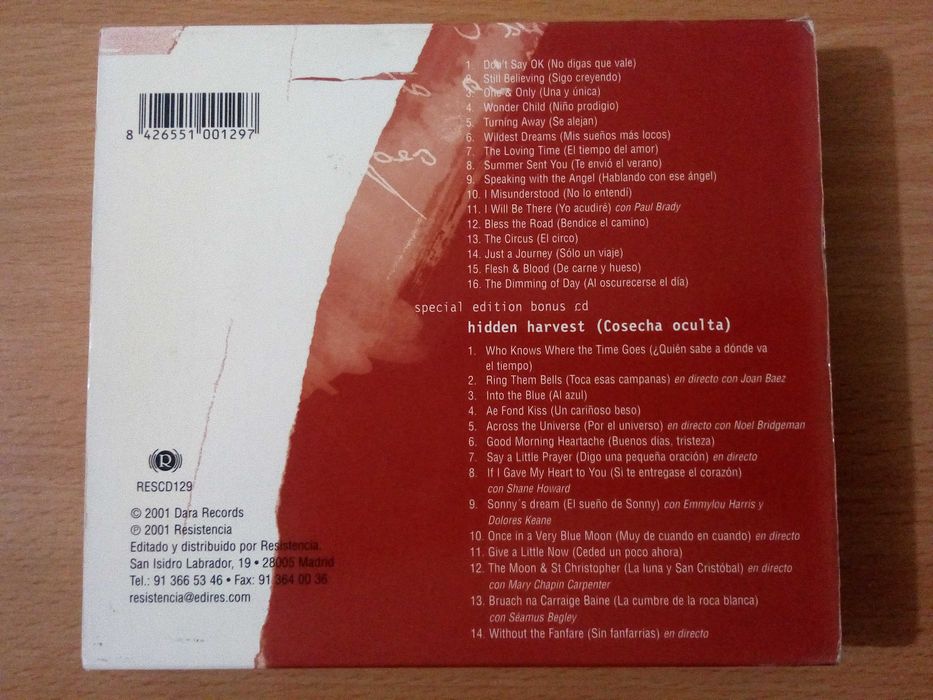 8 426551 001297
R
RESCD129
© 2001 Dara Records
℗ 2001 Resistencia
Editado y distribuido por Resistencia.
San Isidro Labrador, 19 • 28005 Madrid
Tel.: 91 366 53 46 • Fax: 91 364 00 36
resistencia@edires.com
1. Don't Say OK (No digas que vale)
2. Still Believing (Sigo creyendo)
3. One & Only (Una y única)
4. Wonder Child (Niño prodigio)
5. Turning Away (Se alejan)
6. Wildest Dreams (Mis sueños más locos)
7. The Loving Time (El tiempo del amor)
8. Summer Sent You (Te envió el verano)
9. Speaking with the Angel (Hablando con ese ángel)
10. I Misunderstood (No lo entendí)
11. I Will Be There (Yo acudiré) con Paul Brady
12. Bless the Road (Bendice el camino)
13. The Circus (El circo)
14. Just a Journey (Sólo un viaje)
15. Flesh & Blood (De carne y hueso)
16. The Dimming of Day (Al oscurecerse el día)
special edition bonus cd
hidden harvest (Cosecha oculta)
1. Who Knows Where the Time Goes (¿Quién sabe a dónde va
el tiempo)
2. Ring Them Bells (Toca esas campanas) en directo con Joan Baez
3. Into the Blue (Al azul)
4. Ae Fond Kiss (Un cariñoso beso)
5. Across the Universe (Por el universo) en directo con Noel Bridgeman
6. Good Morning Heartache (Buenos días, tristeza)
7. Say a Little Prayer (Digo una pequeña oración) en directo
8. If I Gave My Heart to You (Si te entregase el corazón)
con Shane Howard
9. Sonny´s dream (El sueño de Sonny) con Emmylou Harris y
Dolores Keane
10. Once in a Very Blue Moon (Muy de cuando en cuando) en directo
11. Give a Little Now (Ceded un poco ahora)
12. The Moon & St Christopher (La luna y San Cristóbal) en directo
con Mary Chapin Carpenter
13. Bruach na Carraige Baine (La cumbre de la roca blanca)
con Séamus Begley
14. Without the Fanfare (Sin fanfarrias) en directo